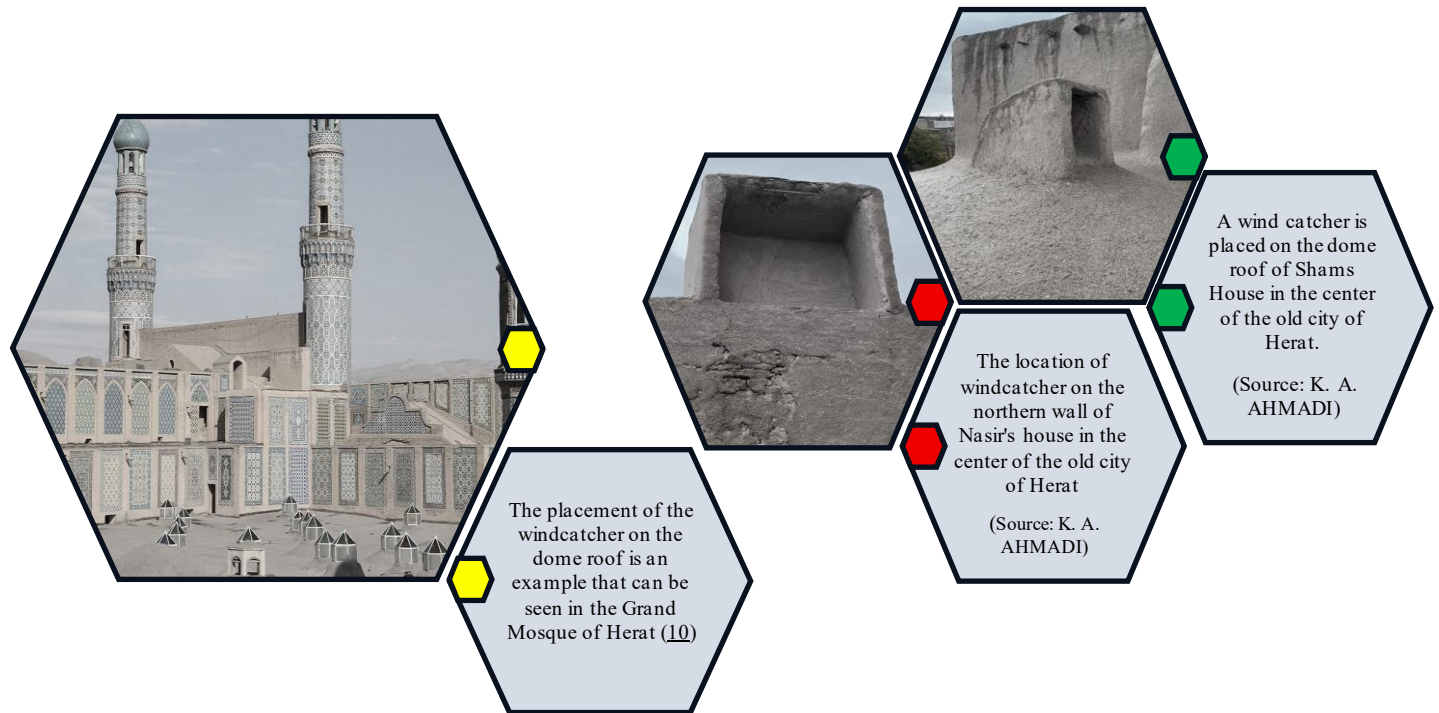 The placement of the
windcatcher on the
dome roof is an
example that can be
seen in the Grand
Mosque of Herat (10)
The location of
windcatcher on the
northern wall of
Nasir's house in the
center of the old city
of Herat
(Source: K. A.
AHMADI)
A wind catcher is
placed on the dome
roof of Shams
House in the center
of the old city of
Herat.
(Source: K. A.
AHMADI)